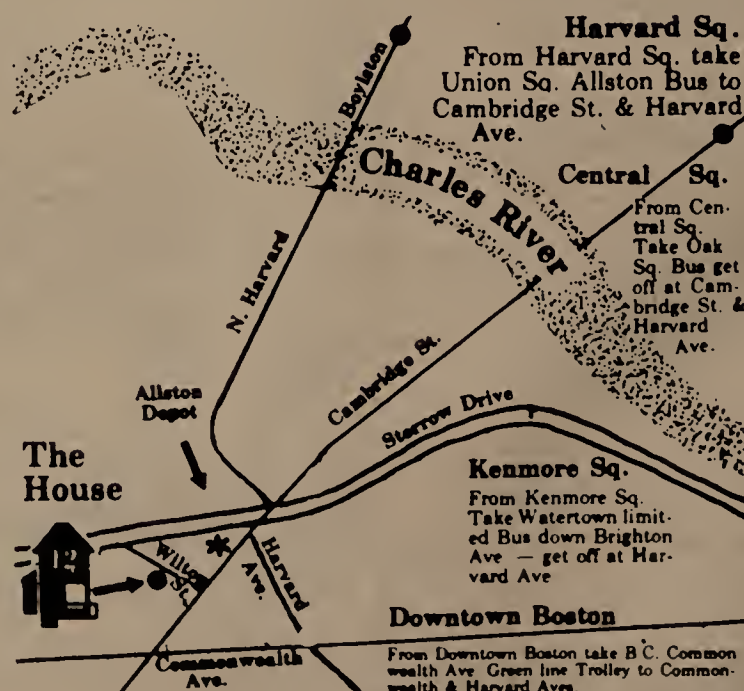 Harvard Sq.
From Harvard Sq. take
Union Sq. Allston Bus to
Cambridge St. & Harvard
Ave.
Boylston
Charles River
Central Sq.
From Cen-
tral Sq.
Take Oak
Sq. Bus get
off at Cam-
bridge St. &
Harvard
Ave.
N. Harvard
Cambridge St.
Allston
Depot
Storrow Drive
The
House
12
Wilton
St.
Harvard
Ave.
Kenmore Sq.
From Kenmore Sq.
Take Watertown limit-
ed Bus down Brighton
Ave — get off at Har-
vard Ave
Downtown Boston
Commonwealth
Ave.
From Downtown Boston take B C. Common
wealth Ave Green line Trolley to Common-
wealth & Harvard Aves.